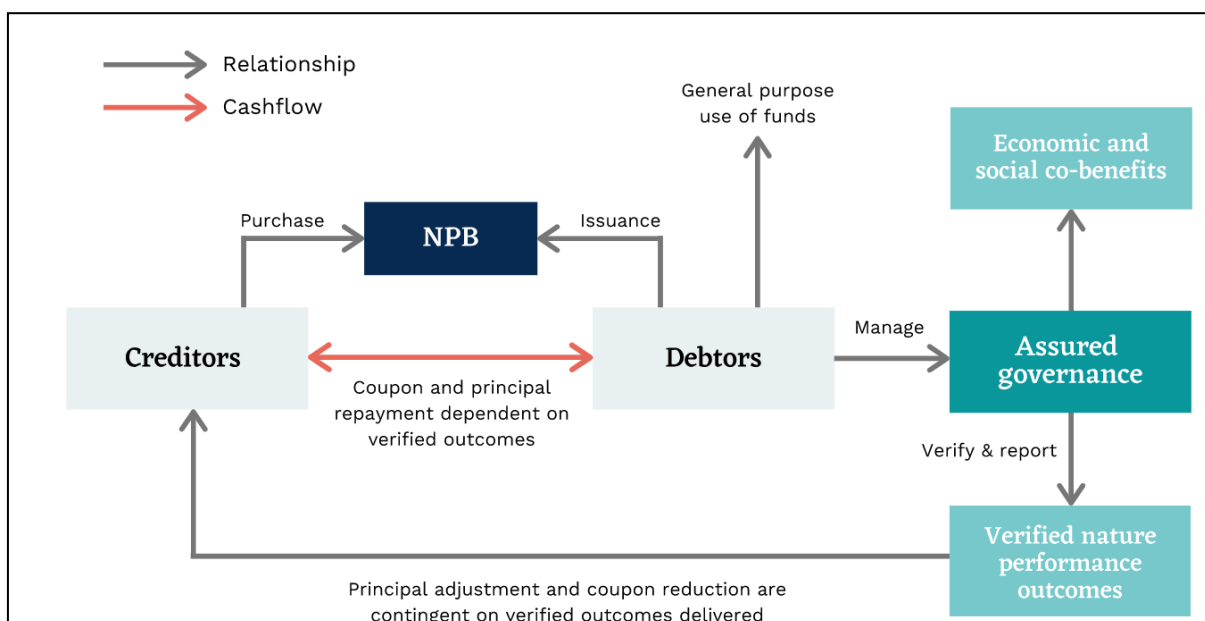 Relationship
Cashflow
General purpose
use of funds
Economic and
social co-benefits
Purchase
NPB
Issuance
Creditors
Debtors
Manage
Assured
governance
Coupon and principal
repayment dependent on
verified outcomes
Verify & report
Verified nature
performance
outcomes
Principal adjustment and coupon reduction are
contingent on verified outcomes delivered